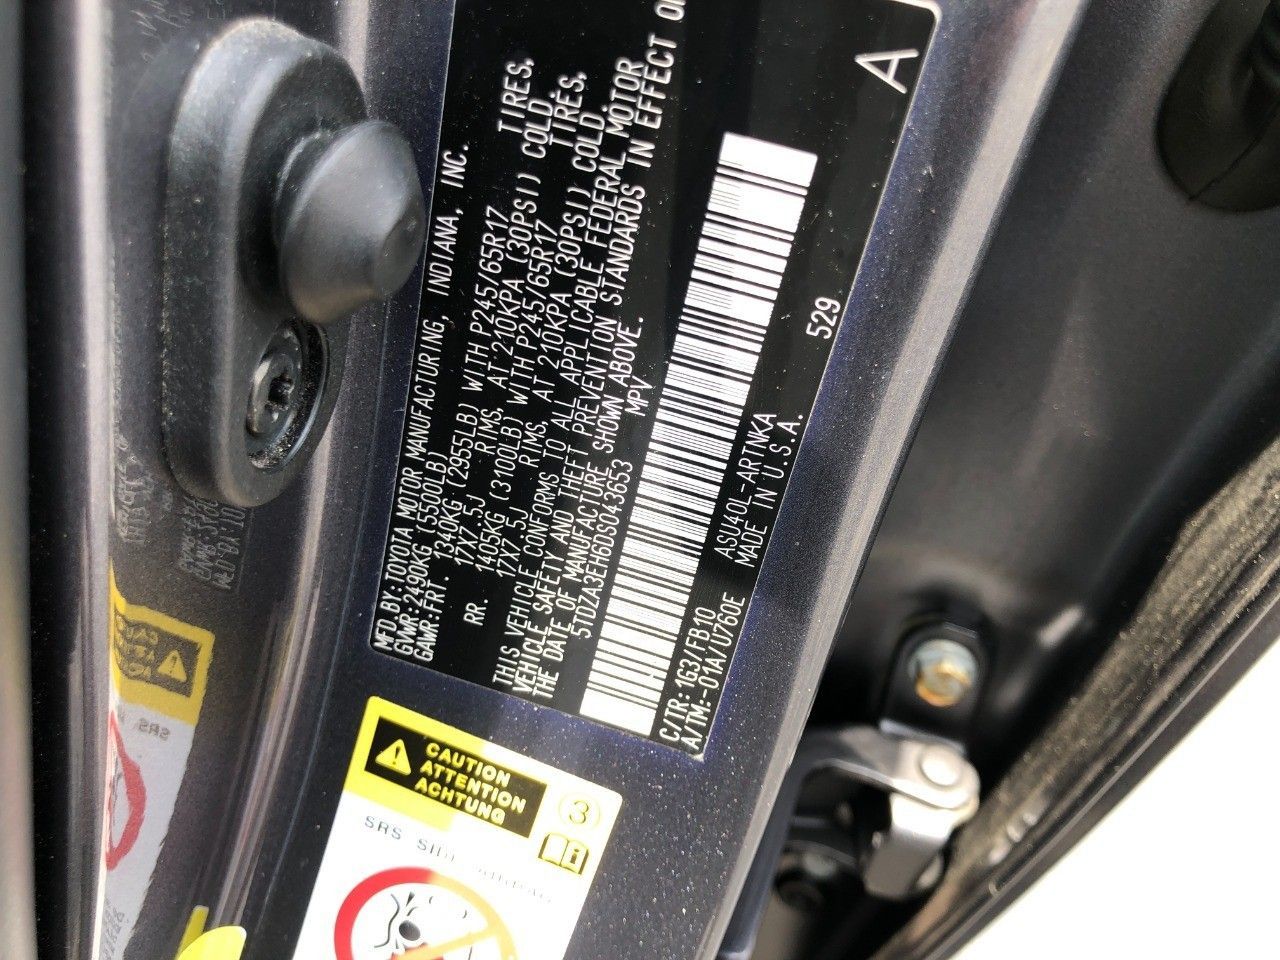 MFD.BY:TOYOTA MOTOR MANUFACTURING, INDIANA, INC.
GVWR:2490KG (5500LB)
GAWR:FRT. 1340KG (2955LB) WITH P245/65R17 TIRES,
17X7.5J RIMS, AT 210KPA (30PSI) COLD
RR. 1405KG (3100LB) WITH P245/65R17 TIRES.
17X7.5J RIMS, AT 210KPA (30PSI) COLD
THIS VEHICLE CONFORMS TO ALL APPLICABLE FEDERAL MOTOR
VEHICLE SAFETY AND THEFT PREVENTION STANDARDS IN EFFECT
THE DATE OF MANUFACTURE SHOWN ABOVE.
5TDZA3EH6DS043653 MPV
A
529
C/TR:1G3/FB10 ASU40L-ARTNKA
A/TM:-01A/U760E MADE IN U.S.A.
CAUTION
ATTENTION
ACHTUNG
3
SRS